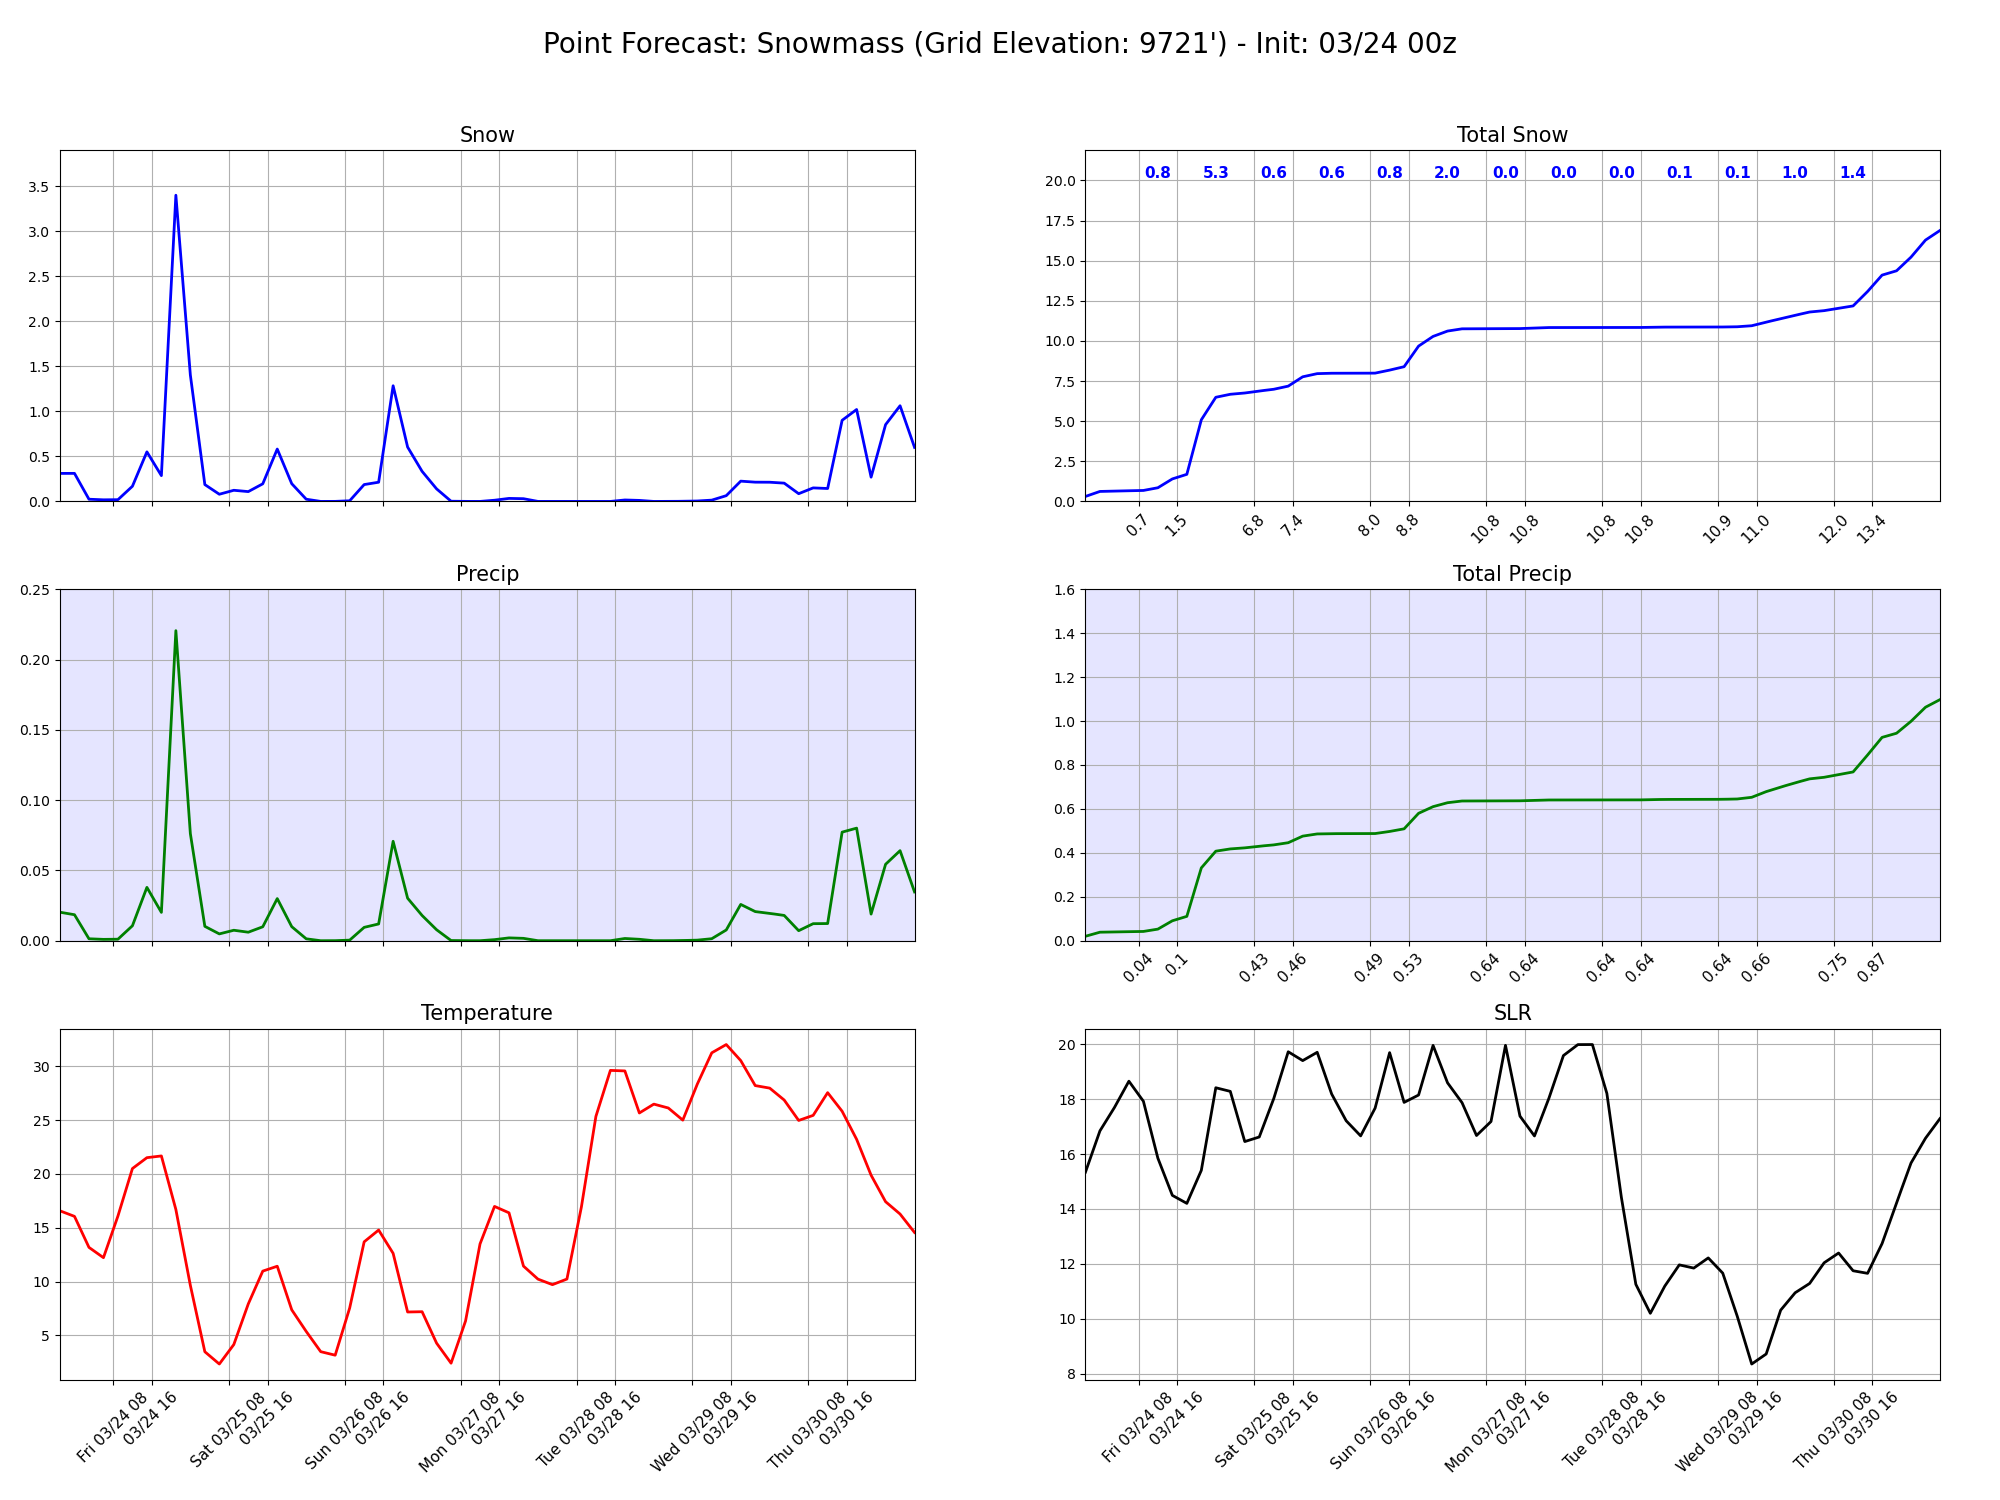 Point Forecast: Snowmass (Grid Elevation: 9721') - Init: 03/24 00z
Snow
3.5
3.0
2.5
2.0
1.5
1.0
0.5
0.0
Total Snow
0.8 5.3 0.6 0.6 0.8 2.0 0.0 0.0 0.0 0.1 0.1 1.0 1.4
20.0
17.5
15.0
12.5
10.0
7.5
5.0
2.5
0.0
0.7 1.5 6.8 7.4 8.0 8.8 10.8 10.8 10.8 10.8 10.9 11.0 12.0 13.4
Precip
0.25
0.20
0.15
0.10
0.05
0.00
Total Precip
1.6
1.4
1.2
1.0
0.8
0.6
0.4
0.2
0.0
0.04 0.1 0.43 0.46 0.49 0.53 0.64 0.64 0.64 0.64 0.64 0.66 0.75 0.87
Temperature
30
25
20
15
10
5
Fri 03/24 08
03/24 16
Sat 03/25 08
03/25 16
Sun 03/26 08
03/26 16
Mon 03/27 08
03/27 16
Tue 03/28 08
03/28 16
Wed 03/29 08
03/29 16
Thu 03/30 08
03/30 16
SLR
20
18
16
14
12
10
8
Fri 03/24 08
03/24 16
Sat 03/25 08
03/25 16
Sun 03/26 08
03/26 16
Mon 03/27 08
03/27 16
Tue 03/28 08
03/28 16
Wed 03/29 08
03/29 16
Thu 03/30 08
03/30 16